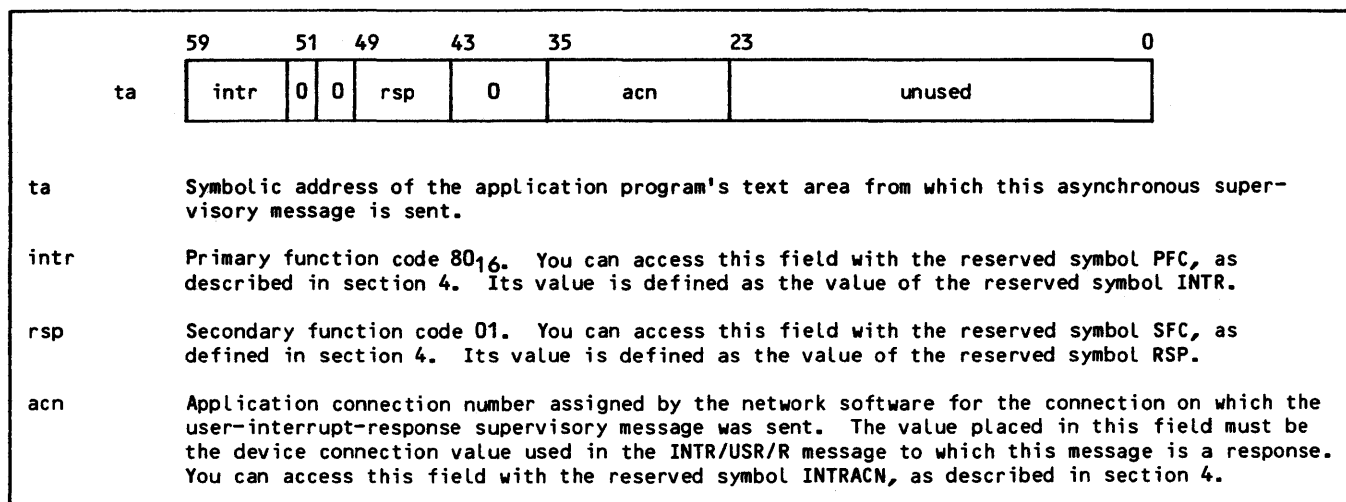 59 51 49 43 35 23 0
ta intr 0 0 rsp 0 acn unused
ta Symbolic address of the application program's text area from which this asynchronous super-
visory message is sent.
intr Primary function code 80₁₆. You can access this field with the reserved symbol PFC, as
described in section 4. Its value is defined as the value of the reserved symbol INTR.
rsp Secondary function code 01. You can access this field with the reserved symbol SFC, as
defined in section 4. Its value is defined as the value of the reserved symbol RSP.
acn Application connection number assigned by the network software for the connection on which the
user-interrupt-response supervisory message was sent. The value placed in this field must be
the device connection value used in the INTR/USR/R message to which this message is a response.
You can access this field with the reserved symbol INTRACN, as described in section 4.